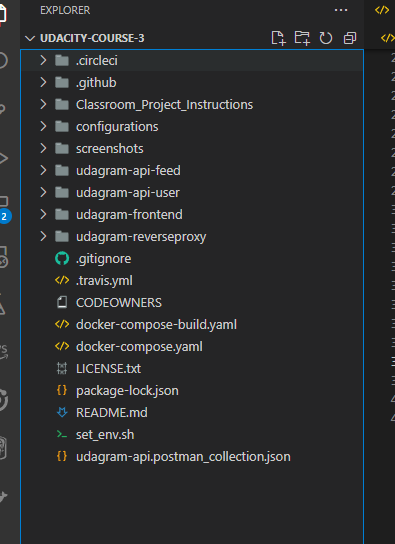 EXPLORER
UDACITY-COURSE-3
.circleci
.github
Classroom_Project_Instructions
configurations
screenshots
udagram-api-feed
udagram-api-user
udagram-frontend
udagram-reverseproxy
.gitignore
.travis.yml
CODEOWNERS
docker-compose-build.yaml
docker-compose.yaml
LICENSE.txt
package-lock.json
README.md
set_env.sh
udagram-api.postman_collection.json
2